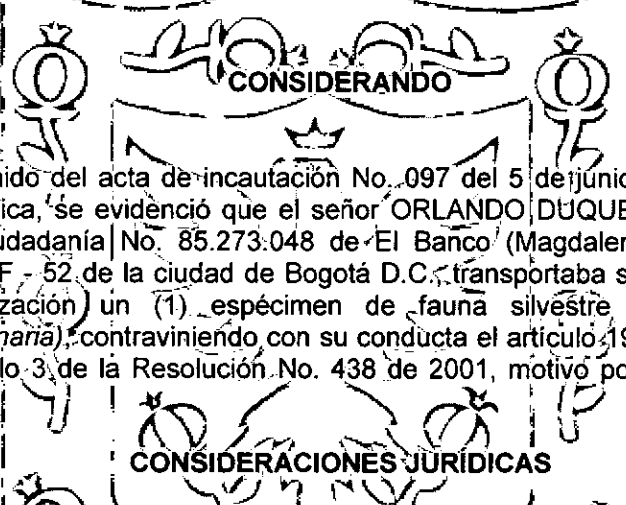 CONSIDERANDO
nido del acta de incautación No. 097 del 5 de junio
ica, se evidenció que el señor ORLANDO DUQUE
udadanía No. 85.273.048 de El Banco (Magdaler
F - 52 de la ciudad de Bogotá D.C., transportaba s
zación un (1) espécimen de fauna silvestre
naria), contraviniendo con su conducta el artículo 19
lo 3 de la Resolución No. 438 de 2001, motivo po
CONSIDERACIONES JURÍDICAS